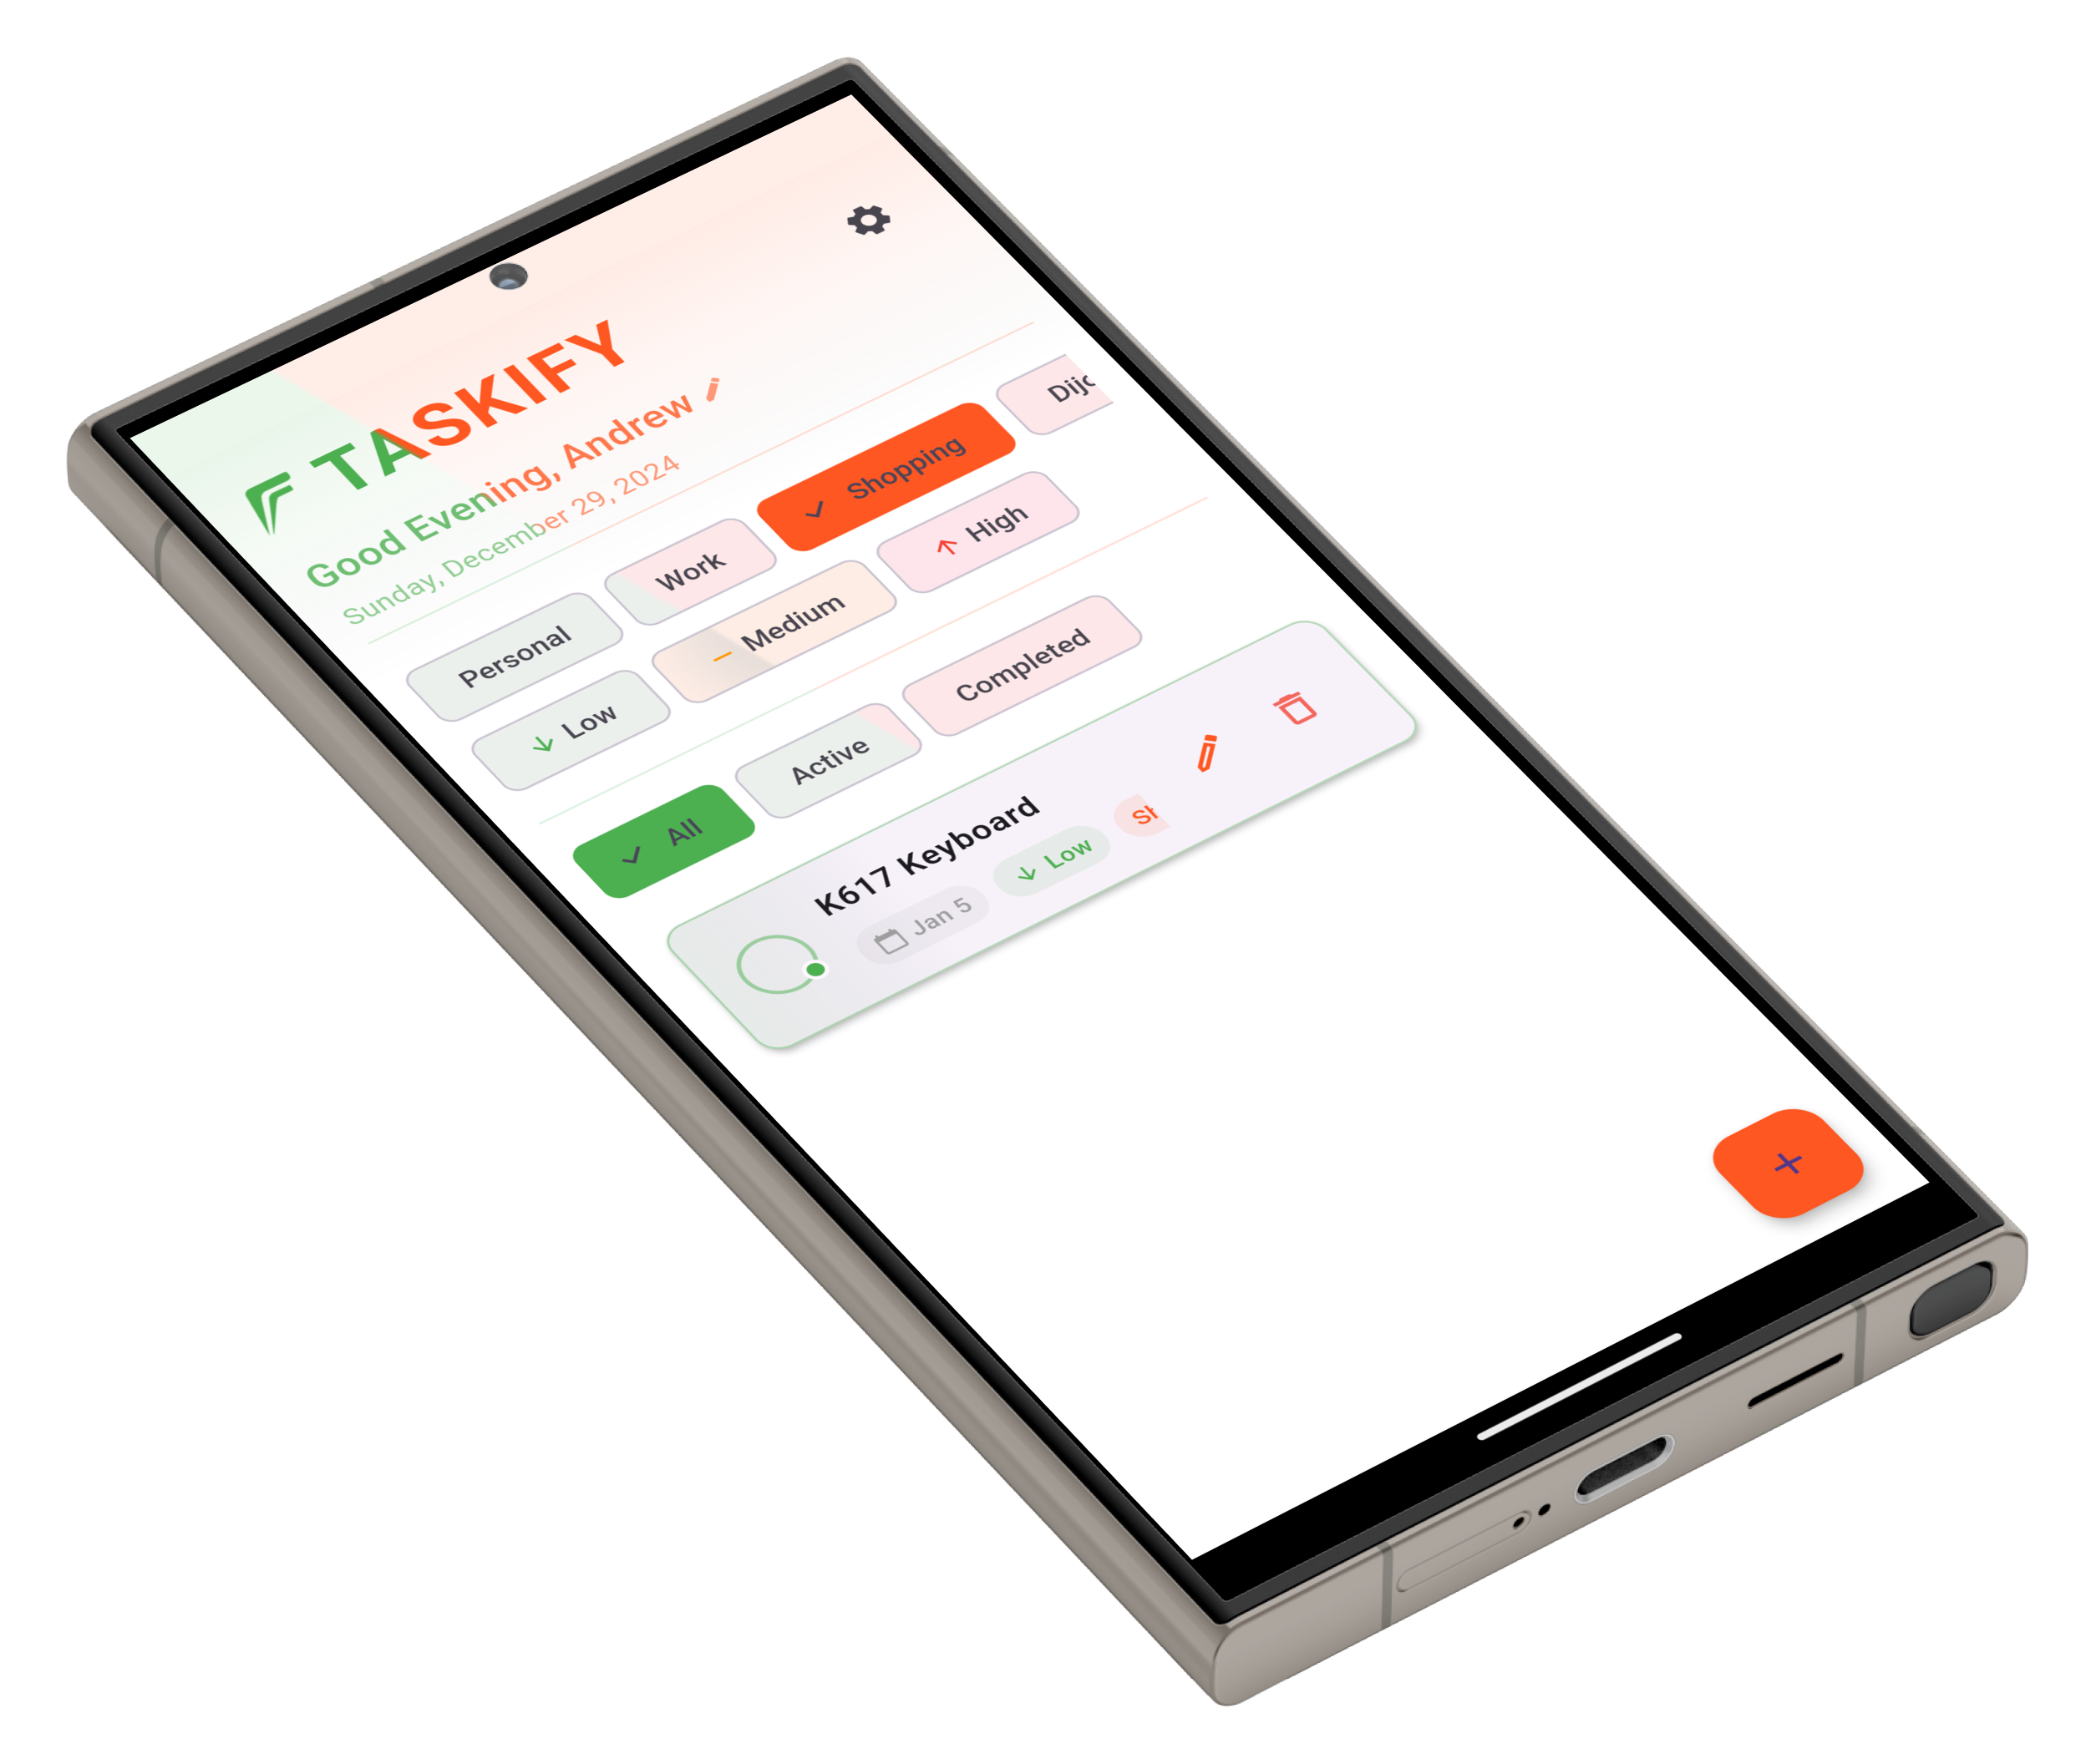 TASKIFY
Good Evening, Andrew
Sunday, December 29, 2024
Personal Work Shopping Dijc
Low Medium High
All Active Completed
K617 Keyboard
Jan 5 Low